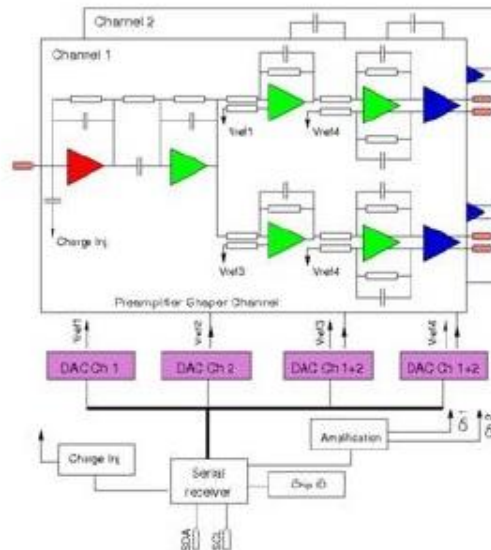 Channel 2
Channel 1
Vref1
Vref4
Charge Inj.
Vref3
Vref4
Preamplifier Shaper Channel
Vref1
Vref2
Vref3
Vref4
DAC Ch 1
DAC Ch 2
DAC Ch 1+2
DAC Ch 1+2
Amplification
Charge Inj.
Serial
receiver
Chip ID
SDA
SCL